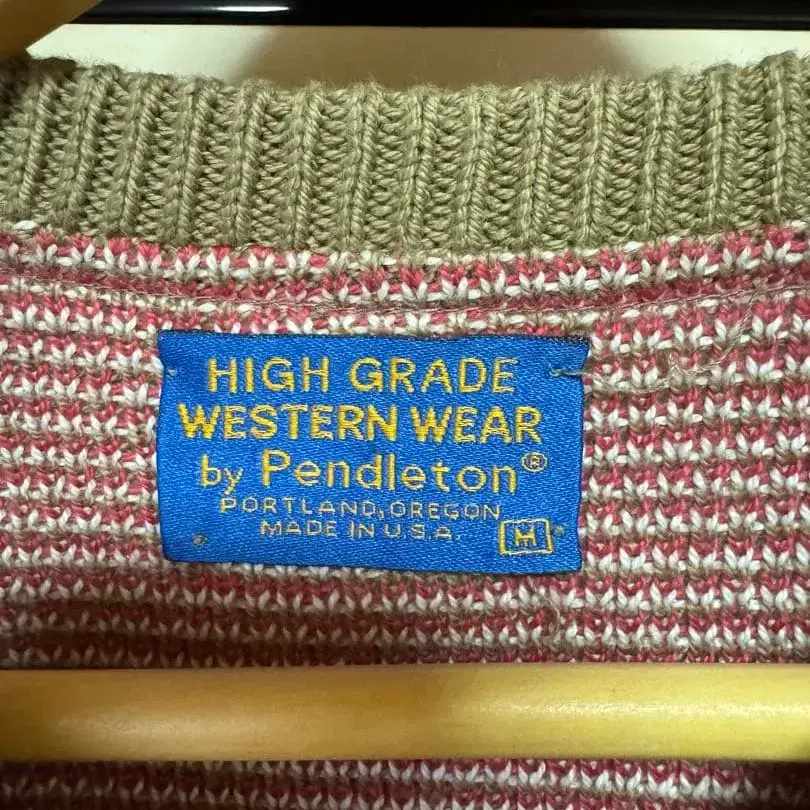 HIGH GRADE
WESTERN WEAR
by Pendleton®
PORTLAND, OREGON
MADE IN U.S.A.
M